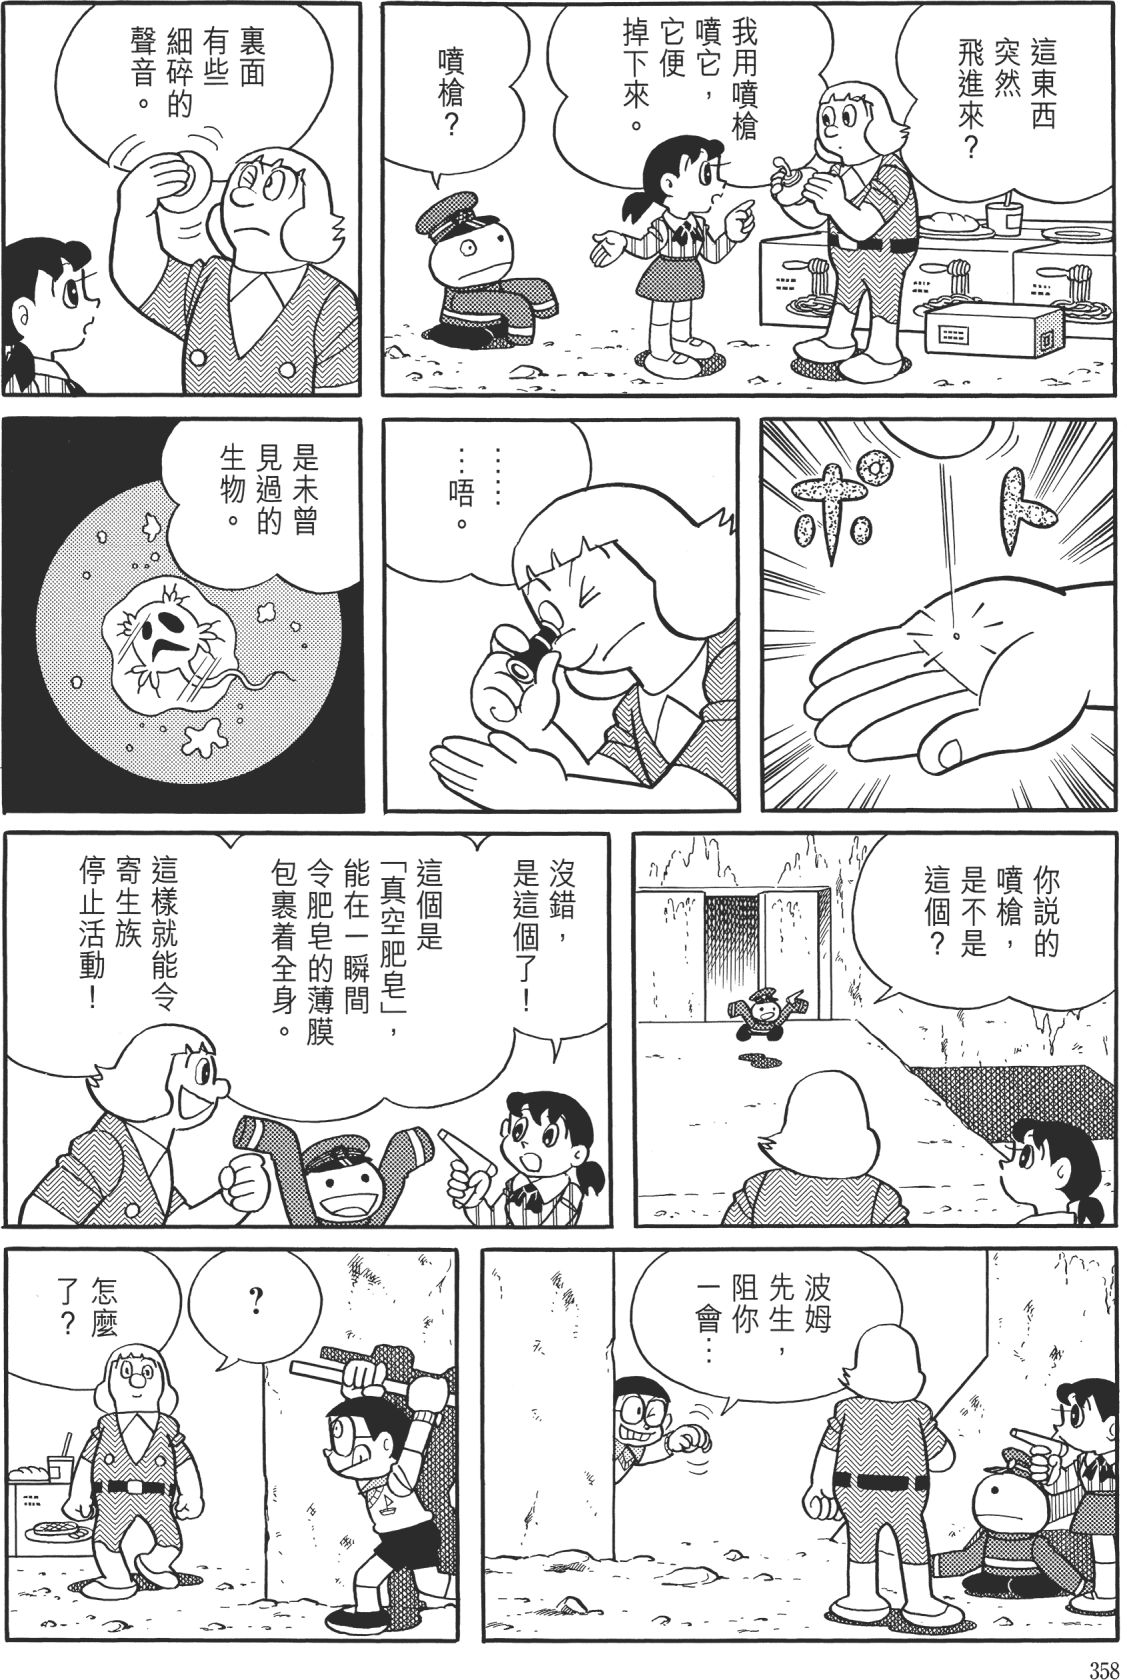 這東西
突然
飛進來？
我用噴槍
噴它，
它便
掉下來。
噴槍？
裏面
有些
細碎的
聲音。
ㄘㄛ
ㄎㄚ
………
…唔。
是未曾
見過的
生物。
你説的
噴槍，
是不是
這個？
沒錯，
是這個了！
這個是
「真空肥皂」，
能在一瞬間
令肥皂的薄膜
包裹着全身。
這樣就能令
寄生族
停止活動！
波姆
先生，
阻你
一會…
？
怎麼
了？
358